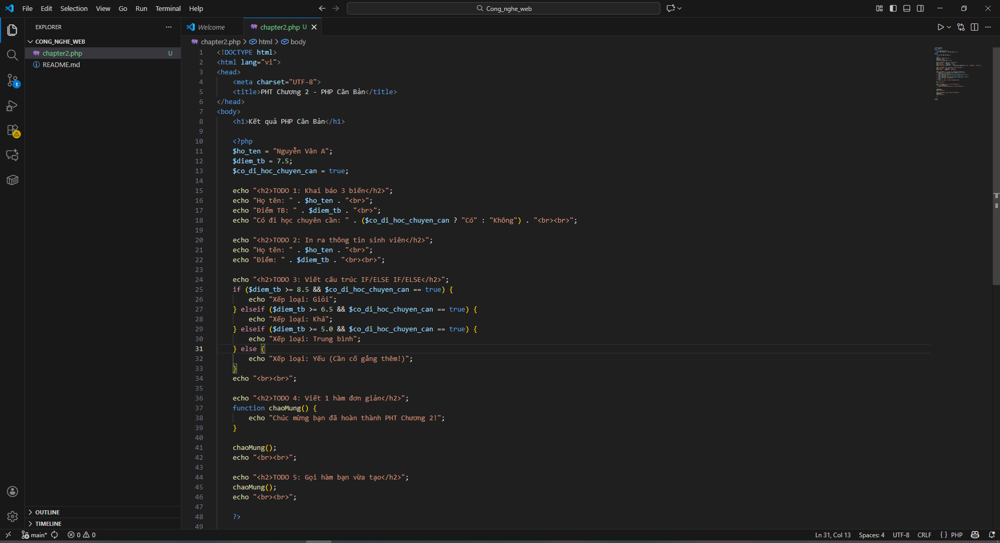 File Edit Selection View Go Run Terminal Help
Cong_nghe_web
EXPLORER
CONG_NGHE_WEB
chapter2.php U
README.md
1
OUTLINE
TIMELINE
Welcome
chapter2.php U
chapter2.php > html > body
1 <!DOCTYPE html>
2 <html lang="vi">
3 <head>
4     <meta charset="UTF-8">
5     <title>PHT Chương 2 - PHP Căn Bản</title>
6 </head>
7 <body>
8     <h1>Kết quả PHP Căn Bản</h1>
9
10     <?php
11     $ho_ten = "Nguyễn Văn A";
12     $diem_tb = 7.5;
13     $co_di_hoc_chuyen_can = true;
14
15     echo "<h2>TODO 1: Khai báo 3 biến</h2>";
16     echo "Họ tên: " . $ho_ten . "<br>";
17     echo "Điểm TB: " . $diem_tb . "<br>";
18     echo "Có đi học chuyên cần: " . ($co_di_hoc_chuyen_can ? "Có" : "Không") . "<br><br>";
19
20     echo "<h2>TODO 2: In ra thông tin sinh viên</h2>";
21     echo "Họ tên: " . $ho_ten . "<br>";
22     echo "Điểm: " . $diem_tb . "<br><br>";
23
24     echo "<h2>TODO 3: Viết cấu trúc IF/ELSE IF/ELSE</h2>";
25     if ($diem_tb >= 8.5 && $co_di_hoc_chuyen_can == true) {
26         echo "Xếp loại: Giỏi";
27     } elseif ($diem_tb >= 6.5 && $co_di_hoc_chuyen_can == true) {
28         echo "Xếp loại: Khá";
29     } elseif ($diem_tb >= 5.0 && $co_di_hoc_chuyen_can == true) {
30         echo "Xếp loại: Trung bình";
31     } else {
32         echo "Xếp loại: Yếu (Cần cố gắng thêm!)";
33     }
34     echo "<br><br>";
35
36     echo "<h2>TODO 4: Viết 1 hàm đơn giản</h2>";
37     function chaoMung() {
38         echo "Chúc mừng bạn đã hoàn thành PHT Chương 2!";
39     }
40
41     chaoMung();
42     echo "<br><br>";
43
44     echo "<h2>TODO 5: Gọi hàm bạn vừa tạo</h2>";
45     chaoMung();
46     echo "<br><br>";
47
48     ?>
49
main* 0 0 Ln 31, Col 13 Spaces: 4 UTF-8 CRLF { } PHP